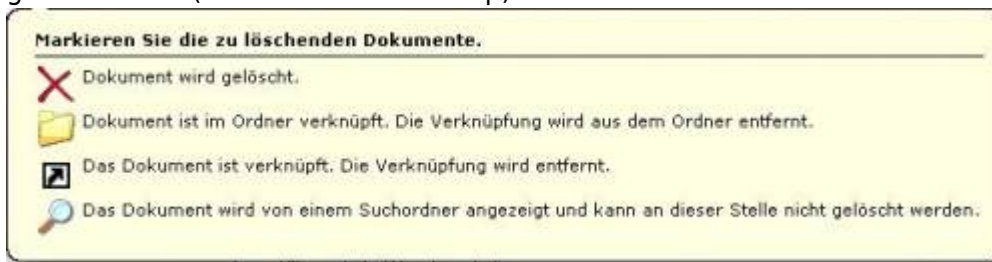 Markieren Sie die zu löschenden Dokumente.
Dokument wird gelöscht.
Dokument ist im Ordner verknüpft. Die Verknüpfung wird aus dem Ordner entfernt.
Das Dokument ist verknüpft. Die Verknüpfung wird entfernt.
Das Dokument wird von einem Suchordner angezeigt und kann an dieser Stelle nicht gelöscht werden.